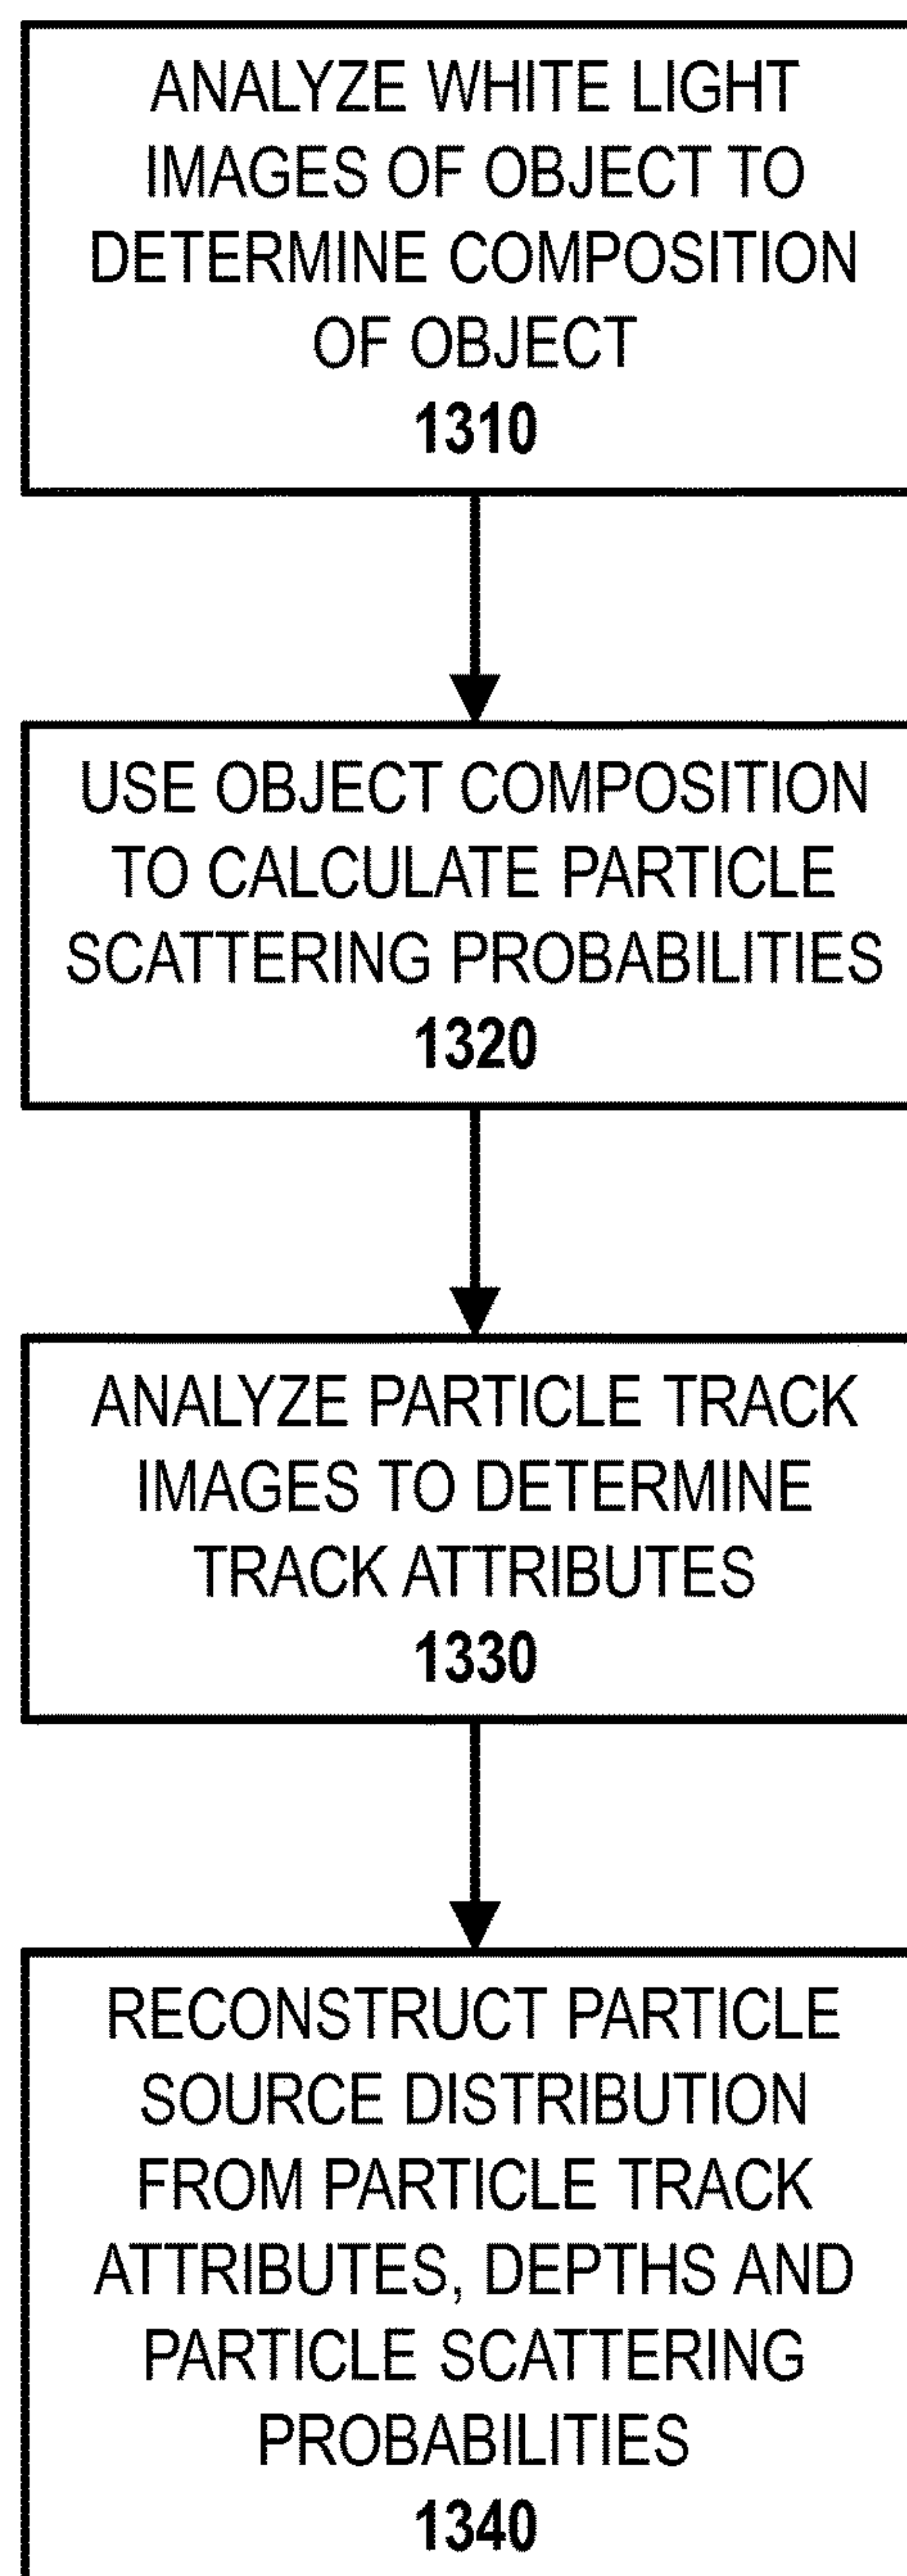 ANALYZE WHITE LIGHT
IMAGES OF OBJECT TO
DETERMINE COMPOSITION
OF OBJECT
1310
USE OBJECT COMPOSITION
TO CALCULATE PARTICLE
SCATTERING PROBABILITIES
1320
ANALYZE PARTICLE TRACK
IMAGES TO DETERMINE
TRACK ATTRIBUTES
1330
RECONSTRUCT PARTICLE
SOURCE DISTRIBUTION
FROM PARTICLE TRACK
ATTRIBUTES, DEPTHS AND
PARTICLE SCATTERING
PROBABILITIES
1340